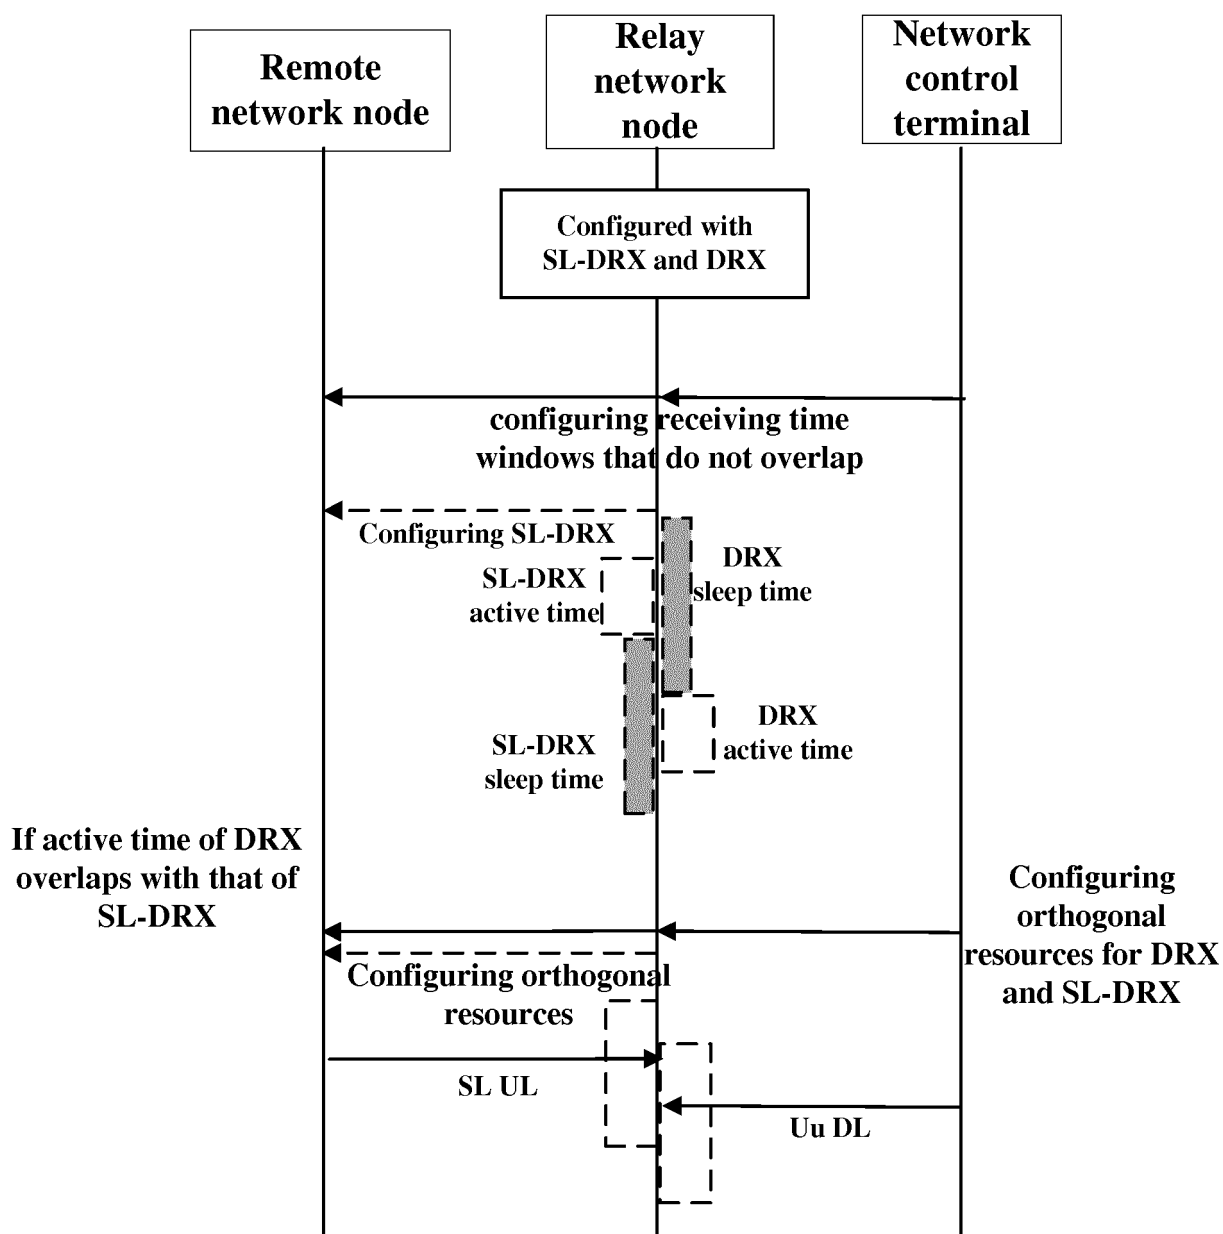 Remote
network node
Relay
network
node
Network
control
terminal
Configured with
SL-DRX and DRX
configuring receiving time
windows that do not overlap
Configuring SL-DRX
SL-DRX
active time
DRX
sleep time
SL-DRX
sleep time
DRX
active time
If active time of DRX
overlaps with that of
SL-DRX
Configuring
orthogonal
resources for DRX
and SL-DRX
Configuring orthogonal
resources
SL UL
Uu DL